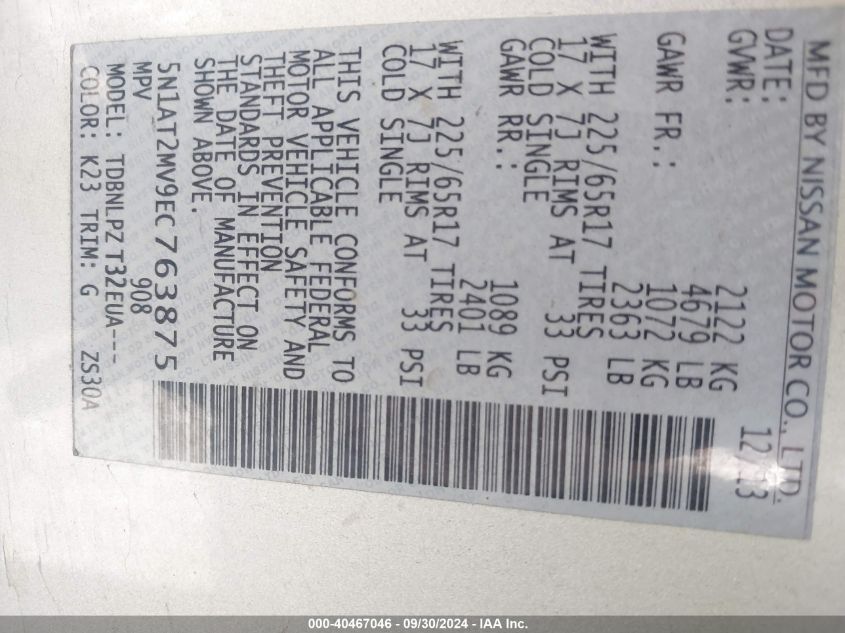 MFD BY NISSAN MOTOR CO., LTD.
DATE: 12/13
GVWR: 2122 KG
4679 LB
GAWR FR.: 1072 KG
2363 LB
WITH 225/65R17 TIRES
17 X 7J RIMS AT 33 PSI
COLD SINGLE
GAWR RR.: 1089 KG
2401 LB
WITH 225/65R17 TIRES
17 X 7J RIMS AT 33 PSI
COLD SINGLE
THIS VEHICLE CONFORMS TO
ALL APPLICABLE FEDERAL
MOTOR VEHICLE SAFETY AND
THEFT PREVENTION
STANDARDS IN EFFECT ON
THE DATE OF MANUFACTURE
SHOWN ABOVE.
5N1AT2MV9EC763875
MPV 908
MODEL: TDBNLPZ T32EUA---
COLOR: K23 TRIM: G ZS30A
000-40467046 - 09/30/2024 - IAA Inc.